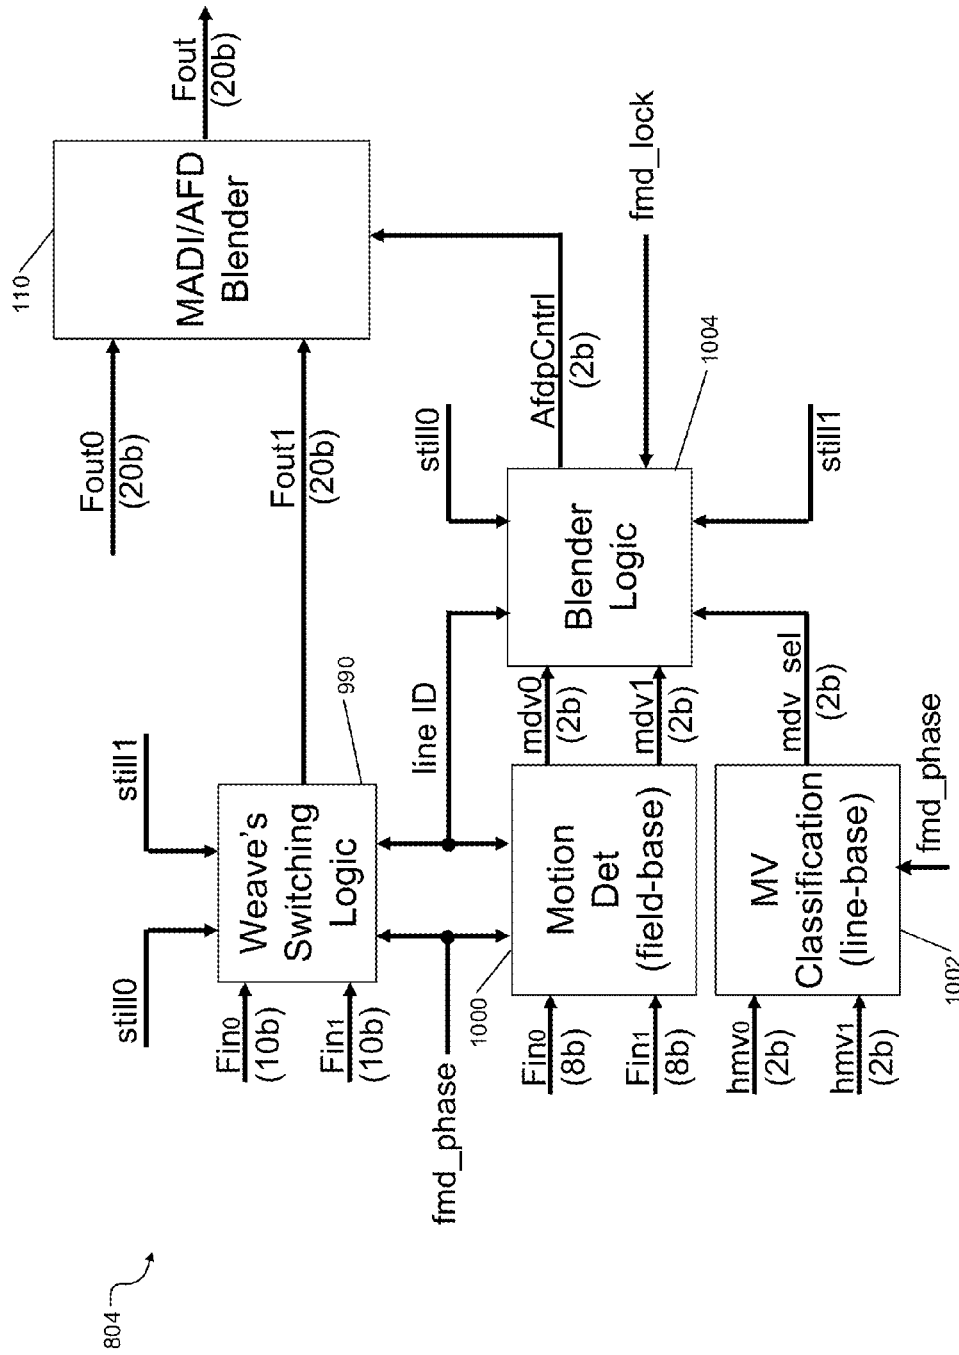 804
still0
still1
Fin0
(10b)
Fin1
(10b)
Weave's
Switching
Logic
990
Fout0
(20b)
Fout1
(20b)
110
MADI/AFD
Blender
Fout
(20b)
fmd_phase
line ID
1000
Fin0
(8b)
Fin1
(8b)
Motion
Det
(field-base)
mdv0
(2b)
mdv1
(2b)
still0
Blender
Logic
AfdpCntrl
(2b)
fmd_lock
1004
still1
hmv0
(2b)
hmv1
(2b)
MV
Classification
(line-base)
1002
mdv_sel
(2b)
fmd_phase